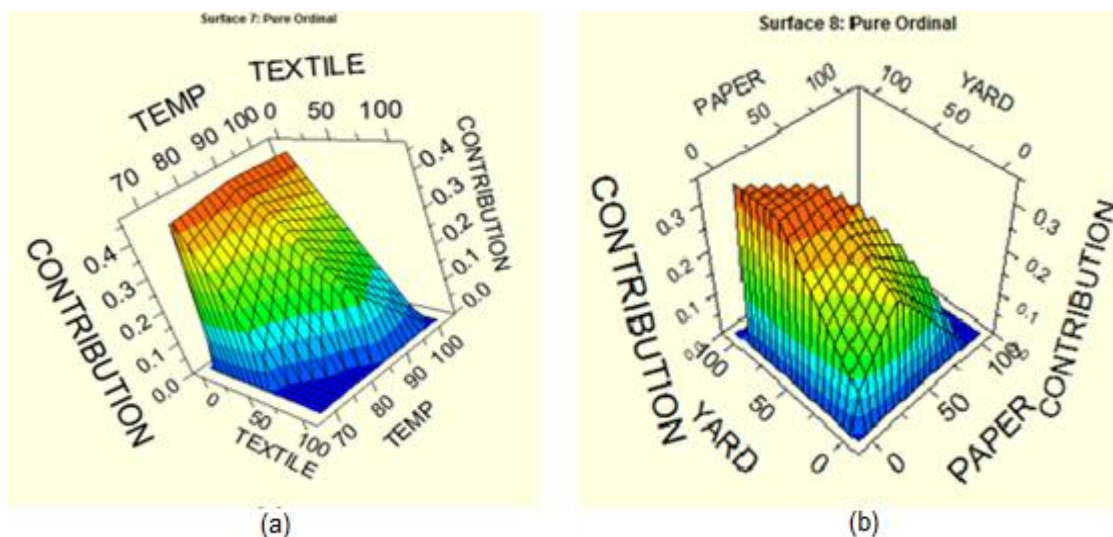 Surface 7: Pure Ordinal
TEXTILE
0 50 100
TEMP
70 80 90 100
CONTRIBUTION
0.4
0.3
0.2
0.1
0.0
CONTRIBUTION
0.4
0.3
0.2
0.1
0.0
0 50 100
TEXTILE
70 80 90 100
TEMP
(a)
Surface 8: Pure Ordinal
PAPER
0 50 100
YARD
100 50 0
CONTRIBUTION
0.3
0.2
0.1
CONTRIBUTION
0.3
0.2
0.1
100 50 0
YARD
0 50 100
PAPER
(b)